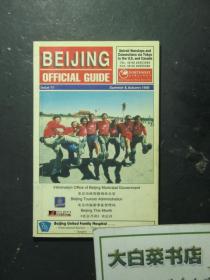 BEIJING
OFFICIAL GUIDE
Detroit Nonstops and
Connections via Tokyo
to the U.S. and Canada
NORTHWEST
Issue 11
Summer & Autumn 1998
Information Office of Beijing Municipal Government
北京市政府新闻办公室
Beijing Tourism Administration
北京市旅游事业管理局
Beijing This Month
Beijing United Family Hospital
大白菜书店